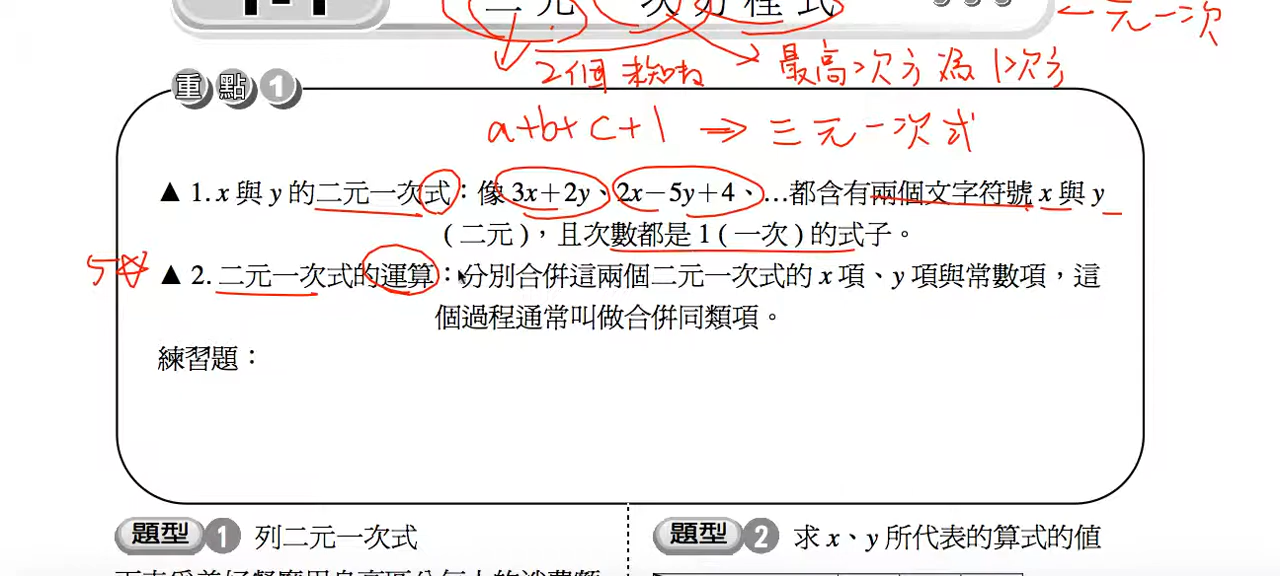 1-1 二元一次方程式
← 二元一次
2個未知數
最高次方為1次方
重點1
a+b+c+1 ⇒ 三元一次式
▲ 1. x 與 y 的二元一次式：像 3x+2y、2x−5y+4、…都含有兩個文字符號 x 與 y
（二元），且次數都是 1（一次）的式子。
5☆ ▲ 2. 二元一次式的運算：分別合併這兩個二元一次式的 x 項、y 項與常數項，這
個過程通常叫做合併同類項。
練習題：
題型 1 列二元一次式
題型 2 求 x、y 所代表的算式的值